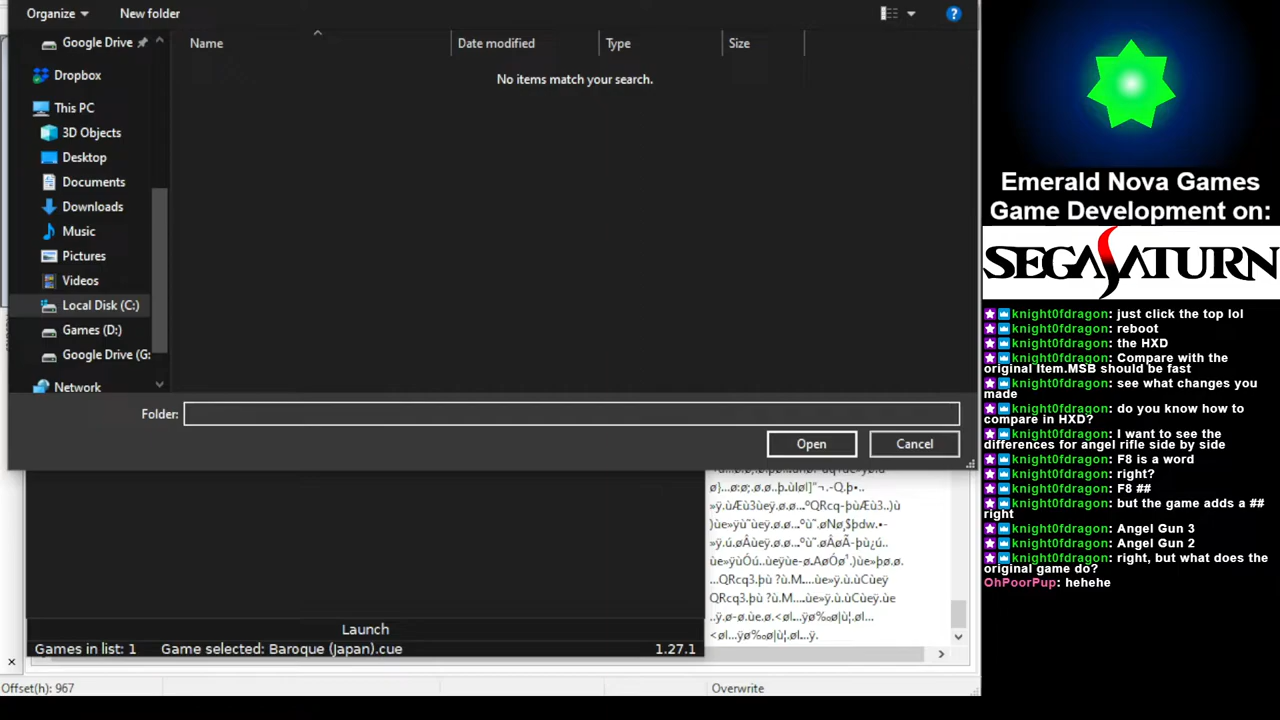 Organize
New folder
?
Google Drive
Dropbox
This PC
3D Objects
Desktop
Documents
Downloads
Music
Pictures
Videos
Local Disk (C:)
Games (D:)
Google Drive (G:
Network
Name
Date modified
Type
Size
No items match your search.
Folder:
Open
Cancel
Launch
Games in list: 1
Game selected: Baroque (Japan).cue
1.27.1
Offset(h): 967
Overwrite
Emerald Nova Games
Game Development on:
SEGA SATURN
knight0fdragon: just click the top lol
knight0fdragon: reboot
knight0fdragon: the HXD
knight0fdragon: Compare with the
original Item.MSB should be fast
knight0fdragon: see what changes you
made
knight0fdragon: do you know how to
compare in HXD?
knight0fdragon: I want to see the
differences for angel rifle side by side
knight0fdragon: F8 is a word
knight0fdragon: right?
knight0fdragon: F8 ##
knight0fdragon: but the game adds a ##
right
knight0fdragon: Angel Gun 3
knight0fdragon: Angel Gun 2
knight0fdragon: right, but what does the
original game do?
OhPoorPup: hehehe